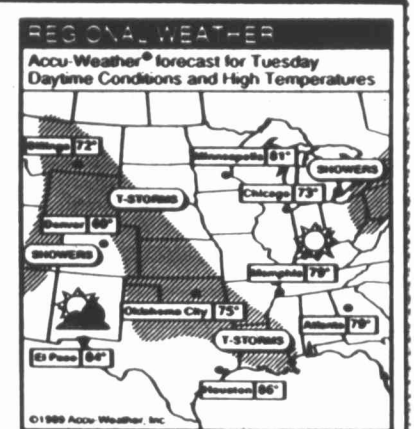 REGIONAL WEATHER
Accu-Weather® forecast for Tuesday
Daytime Conditions and High Temperatures
Billings 72°
Minneapolis 81°
SHOWERS
Chicago 73°
T-STORMS
Denver
SHOWERS
Memphis 79°
Oklahoma City 75°
Atlanta 79°
T-STORMS
El Paso 84°
Houston 86°
©1989 Accu-Weather, Inc.